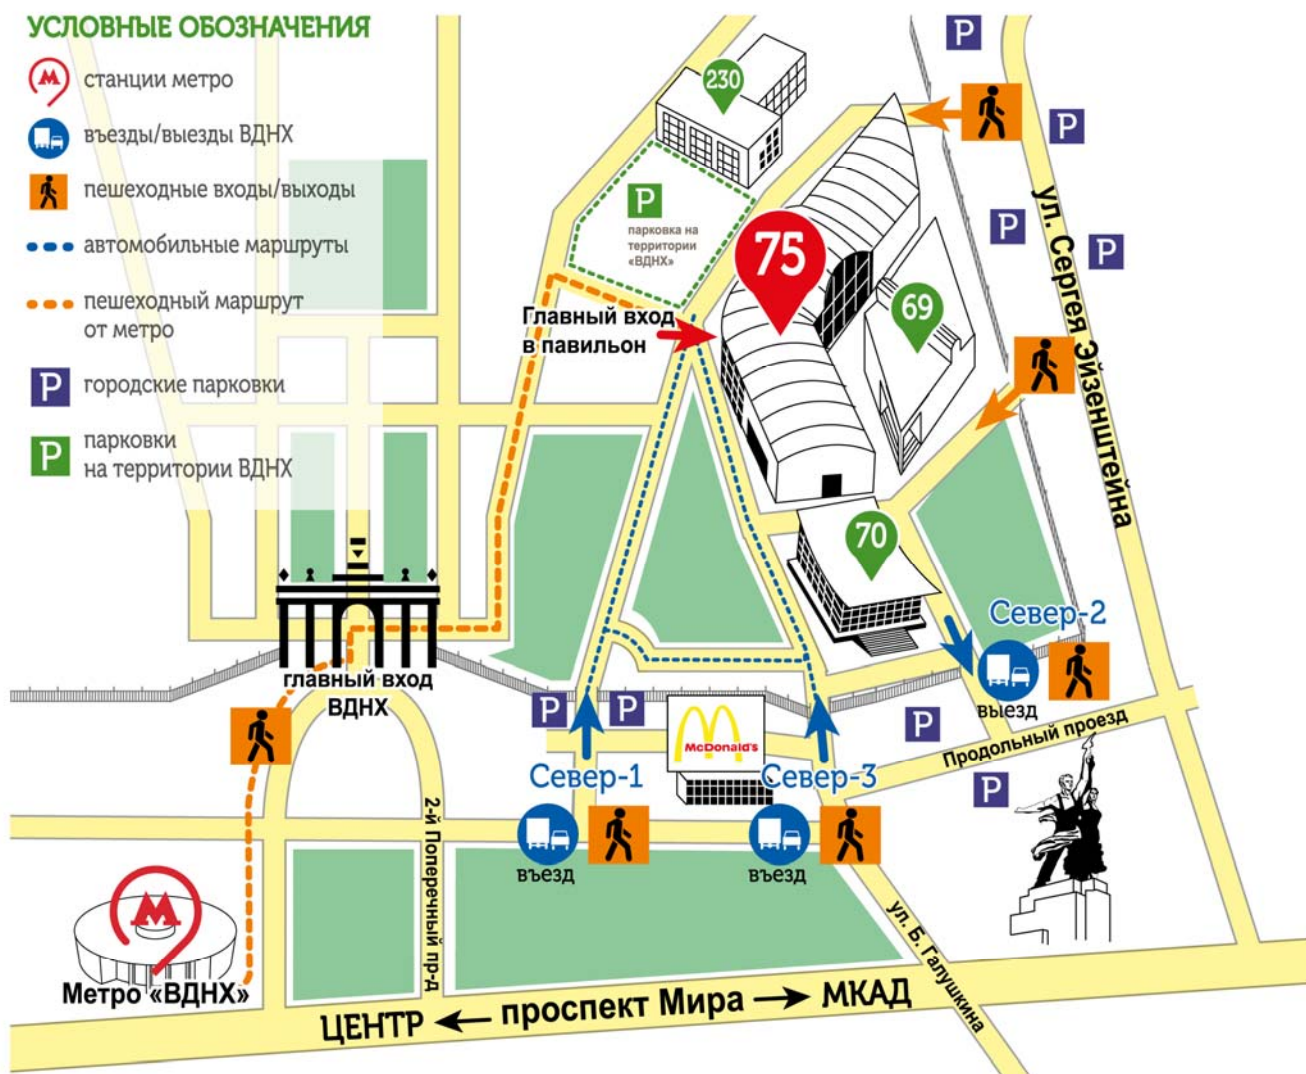 УСЛОВНЫЕ ОБОЗНАЧЕНИЯ
М
станции метро
въезды/выезды ВДНХ
пешеходные входы/выходы
автомобильные маршруты
пешеходный маршрут
от метро
Р
городские парковки
Р
парковки
на территории ВДНХ
230
Р
парковка на
территории
«ВДНХ»
75
69
70
Главный вход
в павильон
Р
Р
Р
Р
ул. Сергея Эйзенштейна
Север-2
выезд
Продольный проезд
главный вход
ВДНХ
Р
Р
Р
Р
McDonald's
Север-1
въезд
Север-3
въезд
2-й Поперечный пр-д
ул. Б. Галушкина
М
Метро «ВДНХ»
ЦЕНТР
проспект Мира
МКАД